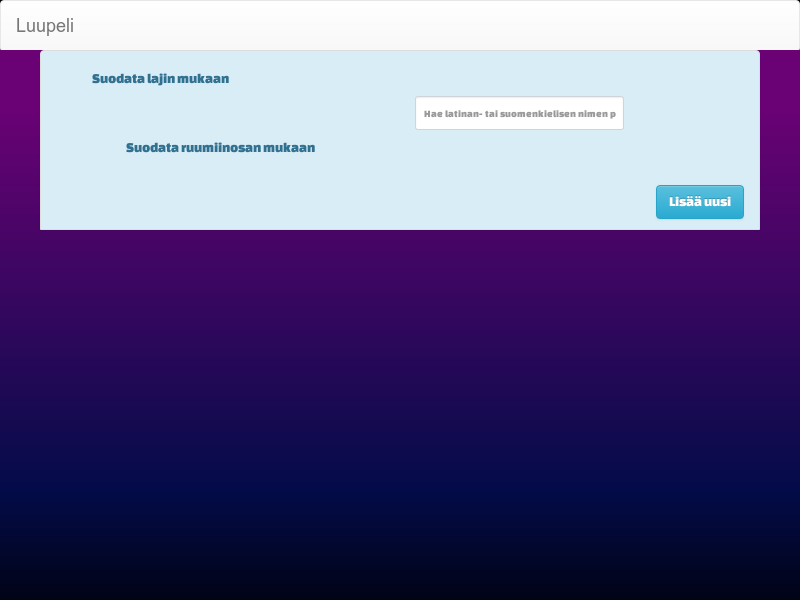 Luupeli
Suodata lajin mukaan
Hae latinan- tai suomenkielisen nimen p
Suodata ruumiinosan mukaan
Lisää uusi